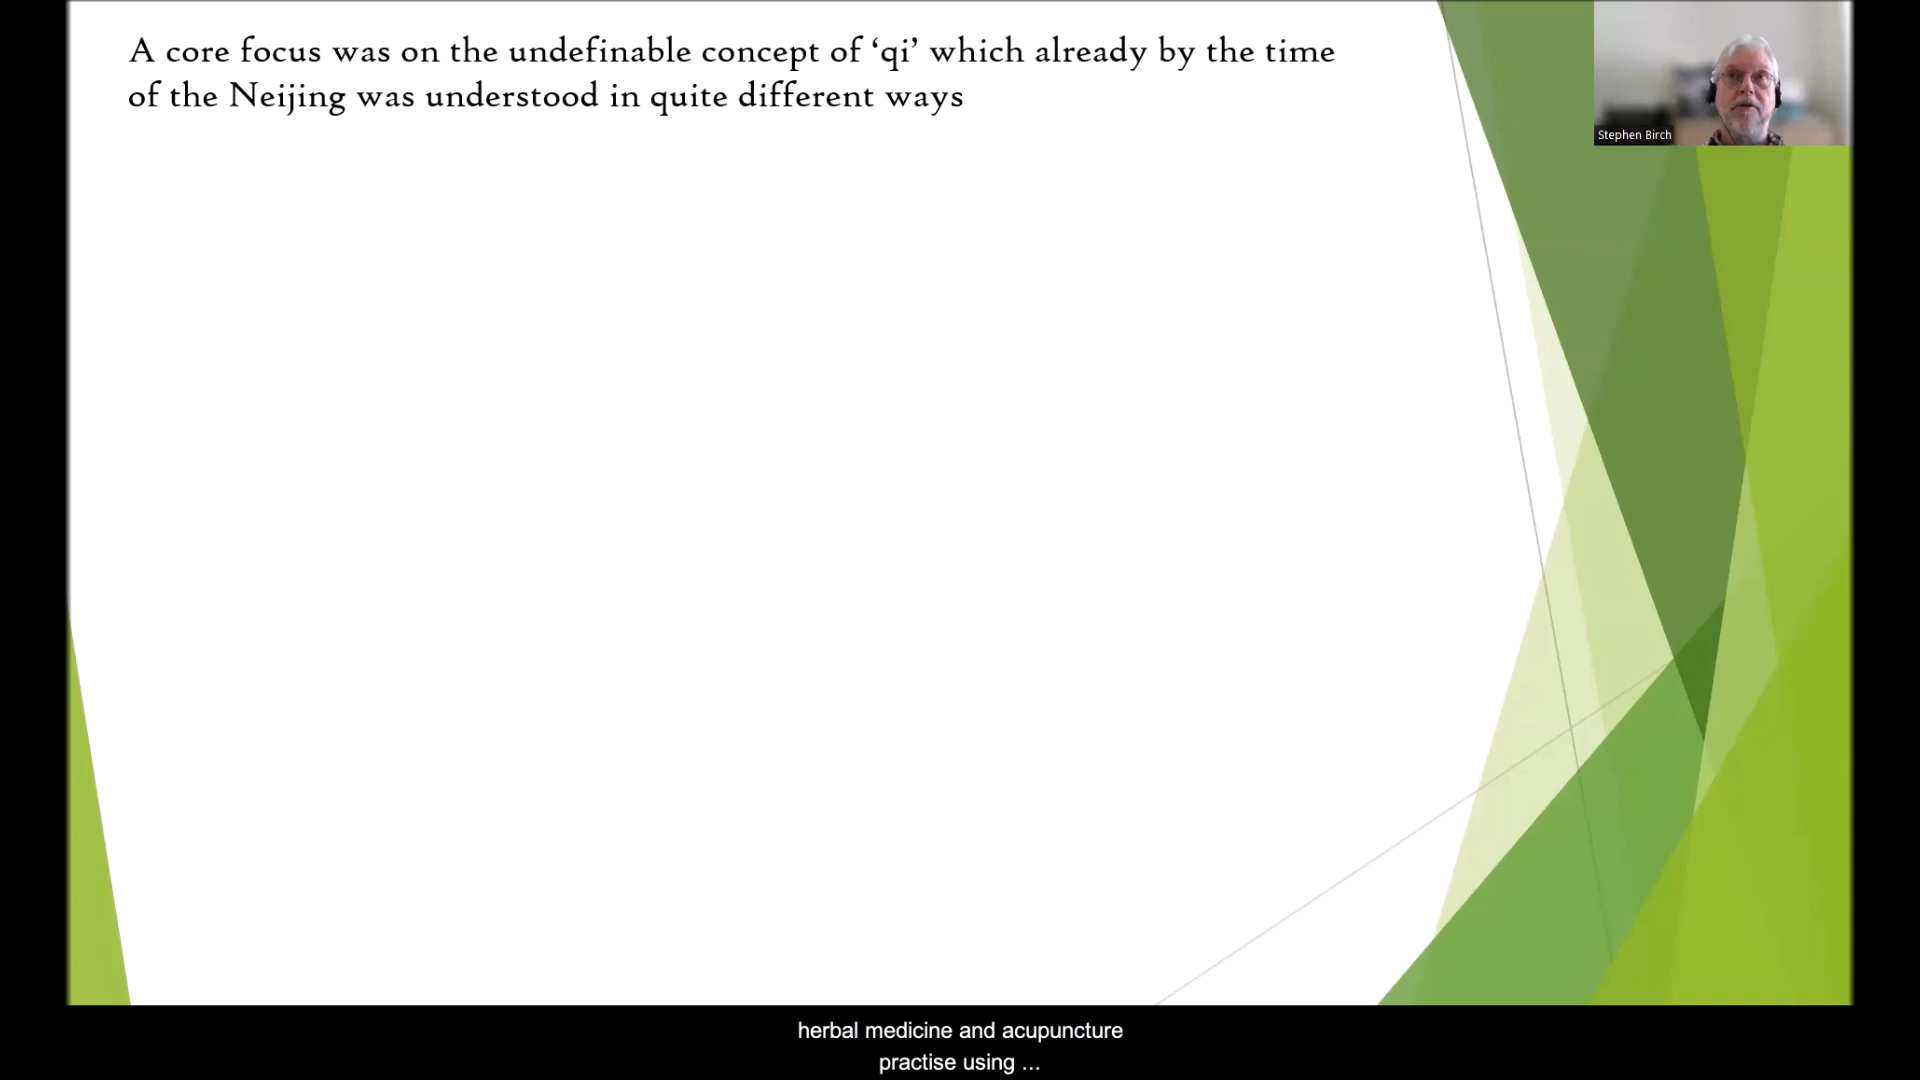 A core focus was on the undefinable concept of ‘qi’ which already by the time
of the Neijing was understood in quite different ways
Stephen Birch
herbal medicine and acupuncture
practise using ...